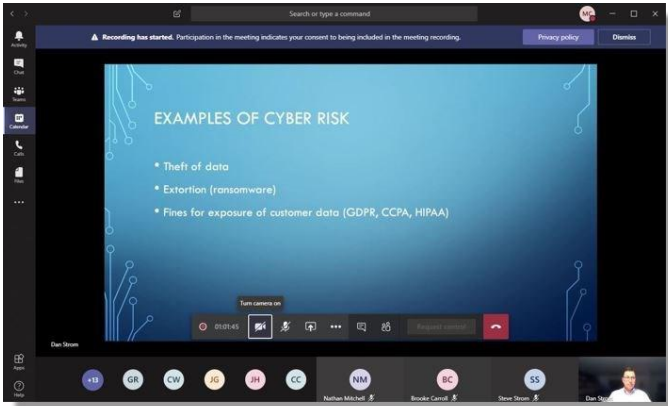 Search or type a command
MC
Recording has started. Participation in the meeting indicates your consent to being included in the meeting recording.
Privacy policy
Dismiss
Activity
Chat
Teams
Calendar
Calls
Files
EXAMPLES OF CYBER RISK
• Theft of data
• Extortion (ransomware)
• Fines for exposure of customer data (GDPR, CCPA, HIPAA)
Turn camera on
01:01:45
Request control
Dan Strom
Apps
Help
+13
GR
CW
JG
JH
CC
NM
Nathan Mitchell
BC
Brooke Carroll
SS
Steve Strom